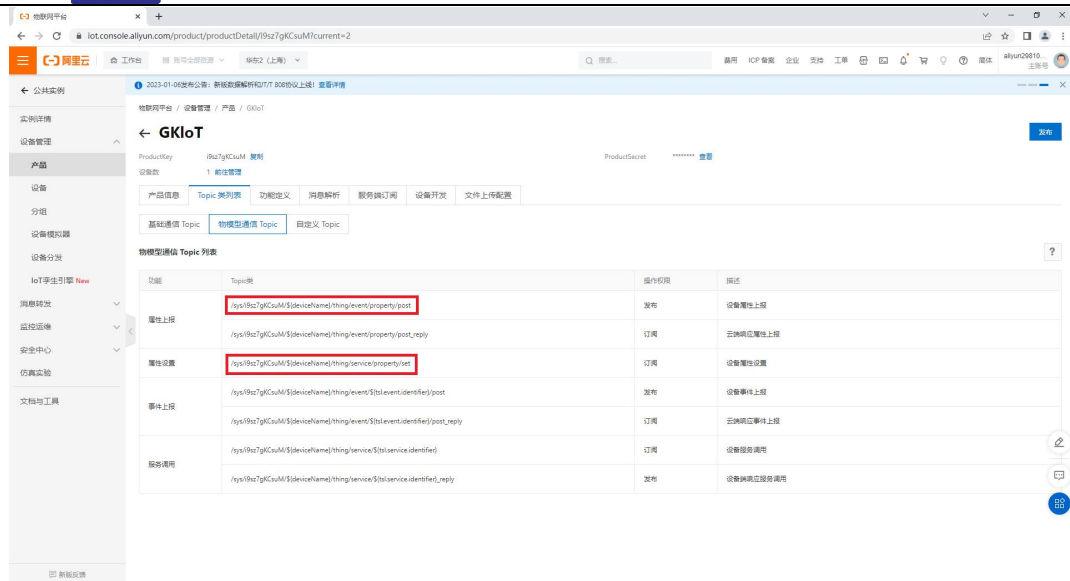 物联网平台
iot.console.aliyun.com/product/productDetail/i9sz7gKCsuM?current=2
阿里云 工作台 账号全部资源 华东2（上海） 搜索... 费用 ICP 备案 企业 支持 工单 简体 aliyun29810... 主账号
公共实例
2023-01-06发布公告：新版数据解析和JT/T 808协议上线！查看详情
物联网平台 / 设备管理 / 产品 / GKIoT
实例详情
GKIoT
发布
设备管理
ProductKey i9sz7gKCsuM 复制 ProductSecret ******** 查看
产品
设备数 1 前往管理
设备
产品信息 Topic 类列表 功能定义 消息解析 服务端订阅 设备开发 文件上传配置
分组
基础通信 Topic 物模型通信 Topic 自定义 Topic
设备模拟器
设备分发
物模型通信 Topic 列表 ?
IoT孪生引擎 New
功能 Topic类 操作权限 描述
消息转发
/sys/i9sz7gKCsuM/${deviceName}/thing/event/property/post 发布 设备属性上报
属性上报
监控运维
/sys/i9sz7gKCsuM/${deviceName}/thing/event/property/post_reply 订阅 云端响应属性上报
安全中心
属性设置 /sys/i9sz7gKCsuM/${deviceName}/thing/service/property/set 订阅 设备属性设置
仿真实验
/sys/i9sz7gKCsuM/${deviceName}/thing/event/${tsl.event.identifier}/post 发布 设备事件上报
文档与工具
事件上报
/sys/i9sz7gKCsuM/${deviceName}/thing/event/${tsl.event.identifier}/post_reply 订阅 云端响应事件上报
/sys/i9sz7gKCsuM/${deviceName}/thing/service/${tsl.service.identifier} 订阅 设备服务调用
服务调用
/sys/i9sz7gKCsuM/${deviceName}/thing/service/${tsl.service.identifier}_reply 发布 设备端响应服务调用
新版反馈